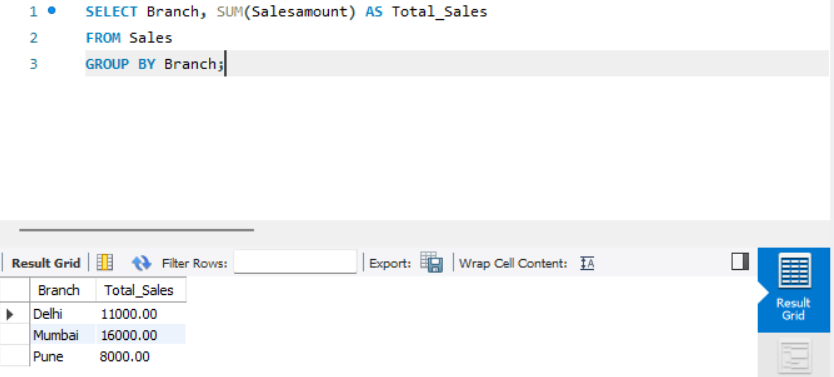 1 SELECT Branch, SUM(Salesamount) AS Total_Sales
2 FROM Sales
3 GROUP BY Branch;
Result Grid Filter Rows: Export: Wrap Cell Content: IA
Branch Total_Sales
Delhi 11000.00
Mumbai 16000.00
Pune 8000.00
Result
Grid